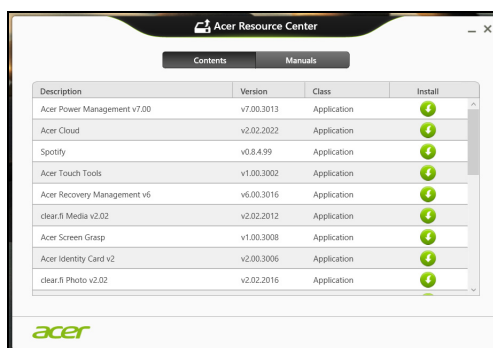 Acer Resource Center
Contents Manuals
Description Version Class Install
Acer Power Management v7.00 v7.00.3013 Application
Acer Cloud v2.02.2022 Application
Spotify v0.8.4.99 Application
Acer Touch Tools v1.00.3002 Application
Acer Recovery Management v6 v6.00.3016 Application
clear.fi Media v2.02 v2.02.2012 Application
Acer Screen Grasp v1.00.3008 Application
Acer Identity Card v2 v2.00.3006 Application
clear.fi Photo v2.02 v2.02.2016 Application
acer